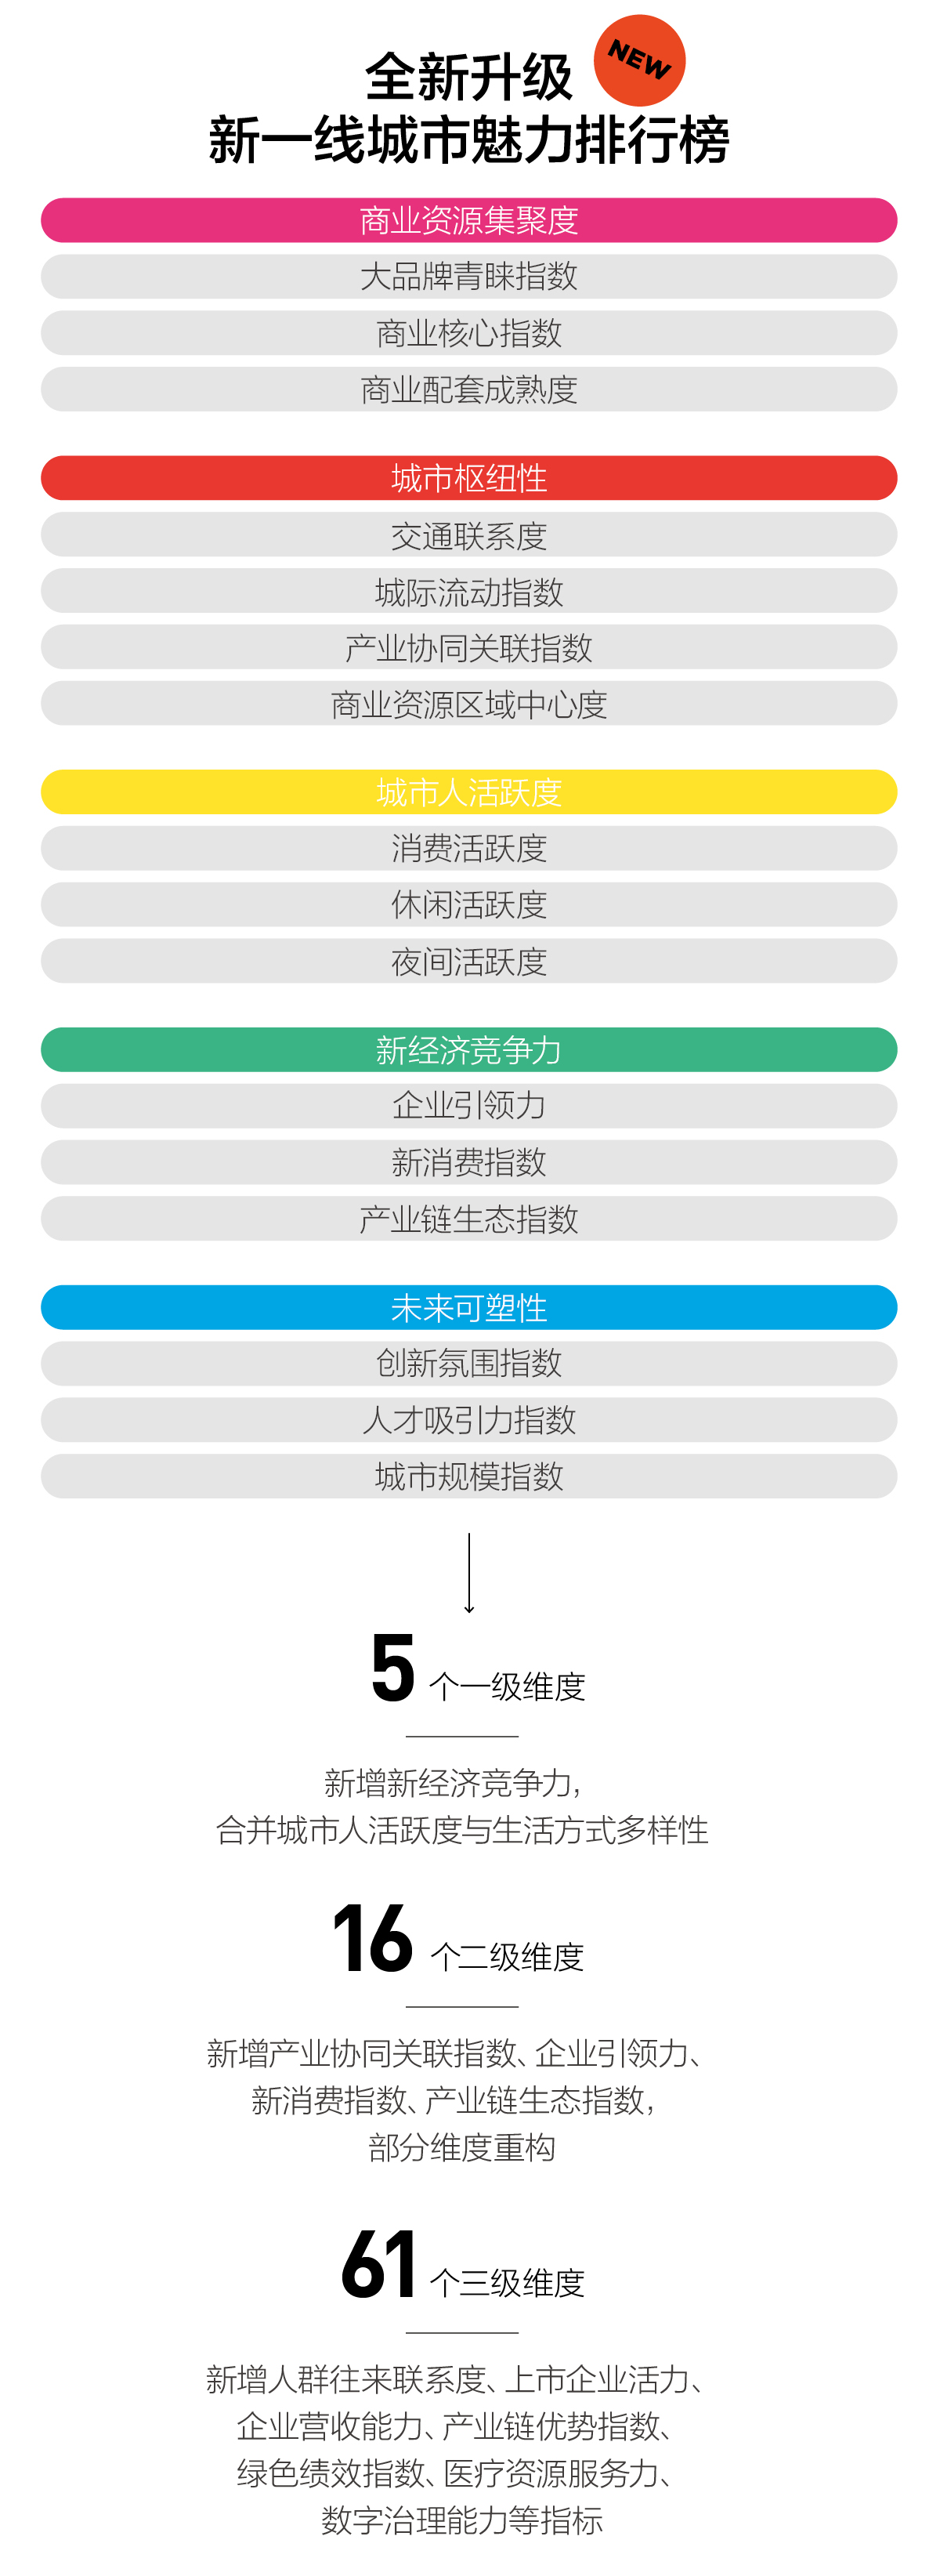 全新升级
NEW
新一线城市魅力排行榜
商业资源集聚度
大品牌青睐指数
商业核心指数
商业配套成熟度
城市枢纽性
交通联系度
城际流动指数
产业协同关联指数
商业资源区域中心度
城市人活跃度
消费活跃度
休闲活跃度
夜间活跃度
新经济竞争力
企业引领力
新消费指数
产业链生态指数
未来可塑性
创新氛围指数
人才吸引力指数
城市规模指数
5 个一级维度
新增新经济竞争力,
合并城市人活跃度与生活方式多样性
16 个二级维度
新增产业协同关联指数、企业引领力、
新消费指数、产业链生态指数,
部分维度重构
61 个三级维度
新增人群往来联系度、上市企业活力、
企业营收能力、产业链优势指数、
绿色绩效指数、医疗资源服务力、
数字治理能力等指标